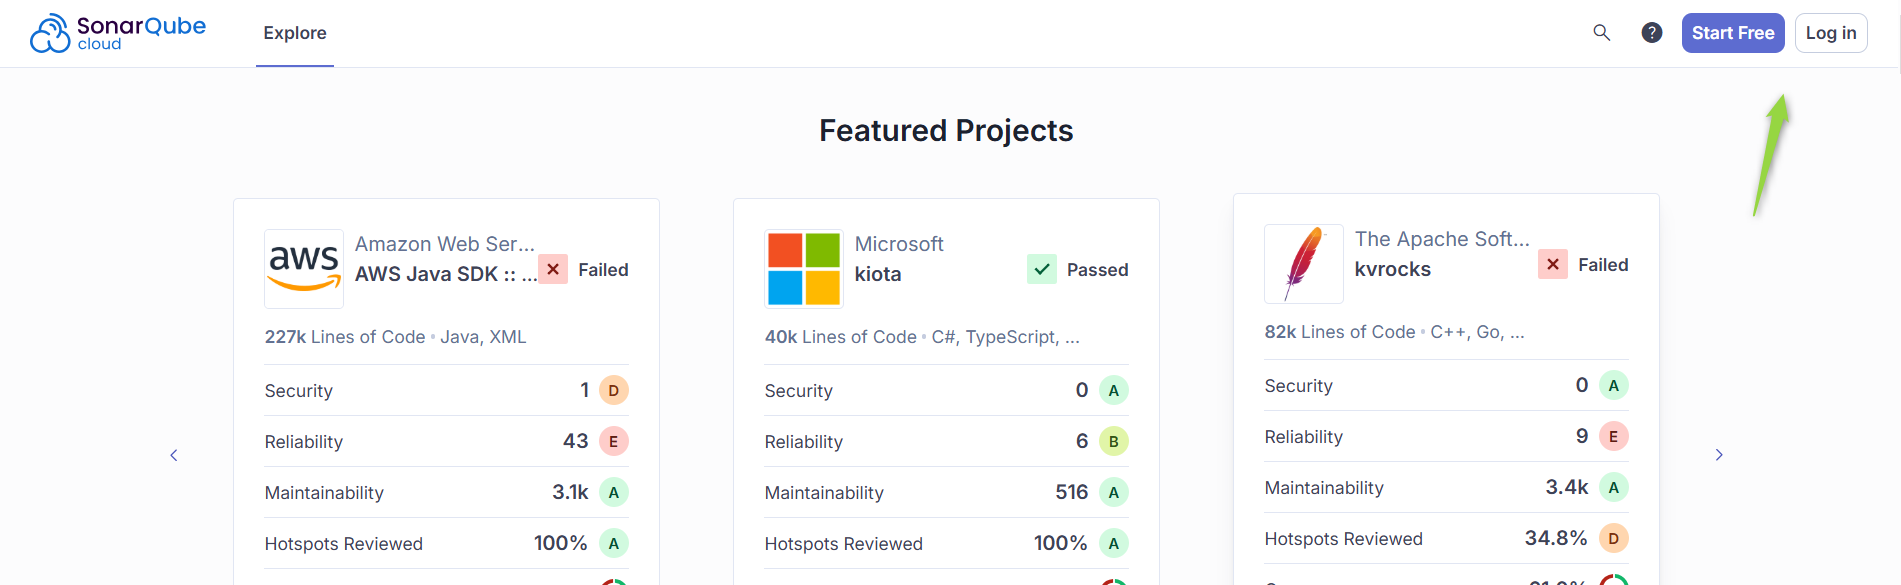 SonarQube
cloud
Explore
?
Start Free
Log in
Featured Projects
aws
Amazon Web Ser...
AWS Java SDK :: ...
Failed
227k Lines of Code • Java, XML
Security 1 D
Reliability 43 E
Maintainability 3.1k A
Hotspots Reviewed 100% A
Microsoft
kiota
Passed
40k Lines of Code • C#, TypeScript, ...
Security 0 A
Reliability 6 B
Maintainability 516 A
Hotspots Reviewed 100% A
The Apache Soft...
kvrocks
Failed
82k Lines of Code • C++, Go, ...
Security 0 A
Reliability 9 E
Maintainability 3.4k A
Hotspots Reviewed 34.8% D